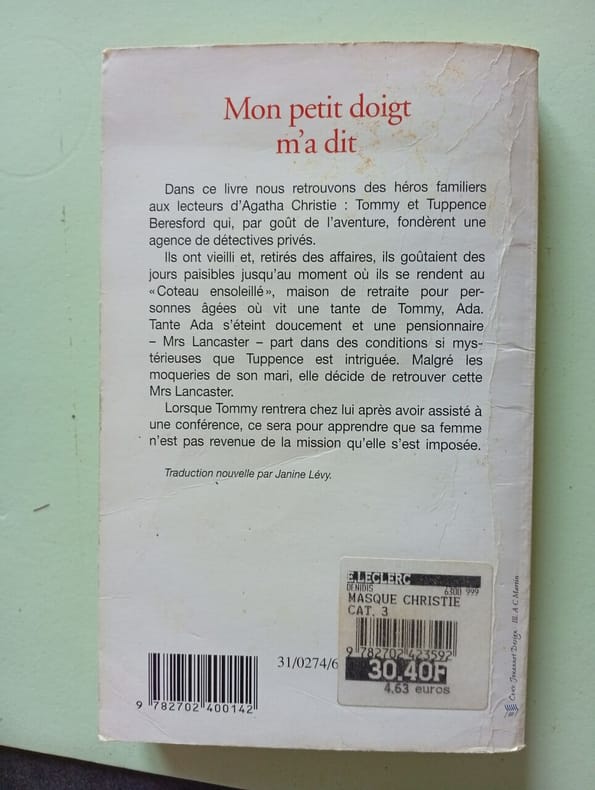 Mon petit doigt
m'a dit
Dans ce livre nous retrouvons des héros familiers
aux lecteurs d'Agatha Christie : Tommy et Tuppence
Beresford qui, par goût de l'aventure, fondèrent une
agence de détectives privés.
Ils ont vieilli et, retirés des affaires, ils goûtaient des
jours paisibles jusqu'au moment où ils se rendent au
« Coteau ensoleillé », maison de retraite pour per-
sonnes âgées où vit une tante de Tommy, Ada.
Tante Ada s'éteint doucement et une pensionnaire
– Mrs Lancaster – part dans des conditions si mys-
térieuses que Tuppence est intriguée. Malgré les
moqueries de son mari, elle décide de retrouver cette
Mrs Lancaster.
Lorsque Tommy rentrera chez lui après avoir assisté à
une conférence, ce sera pour apprendre que sa femme
n'est pas revenue de la mission qu'elle s'est imposée.
Traduction nouvelle par Janine Lévy.
E.LECLERC
DENIDIS 6300 999
MASQUE CHRISTIE
CAT. 3
9 782702 423592
30.40F
4,63 euros
31/0274/6
9 782702 400142